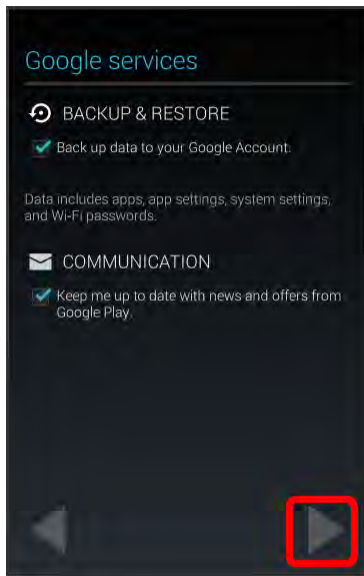 Google services
BACKUP & RESTORE
Back up data to your Google Account.
Data includes apps, app settings, system settings,
and Wi-Fi passwords.
COMMUNICATION
Keep me up to date with news and offers from
Google Play.